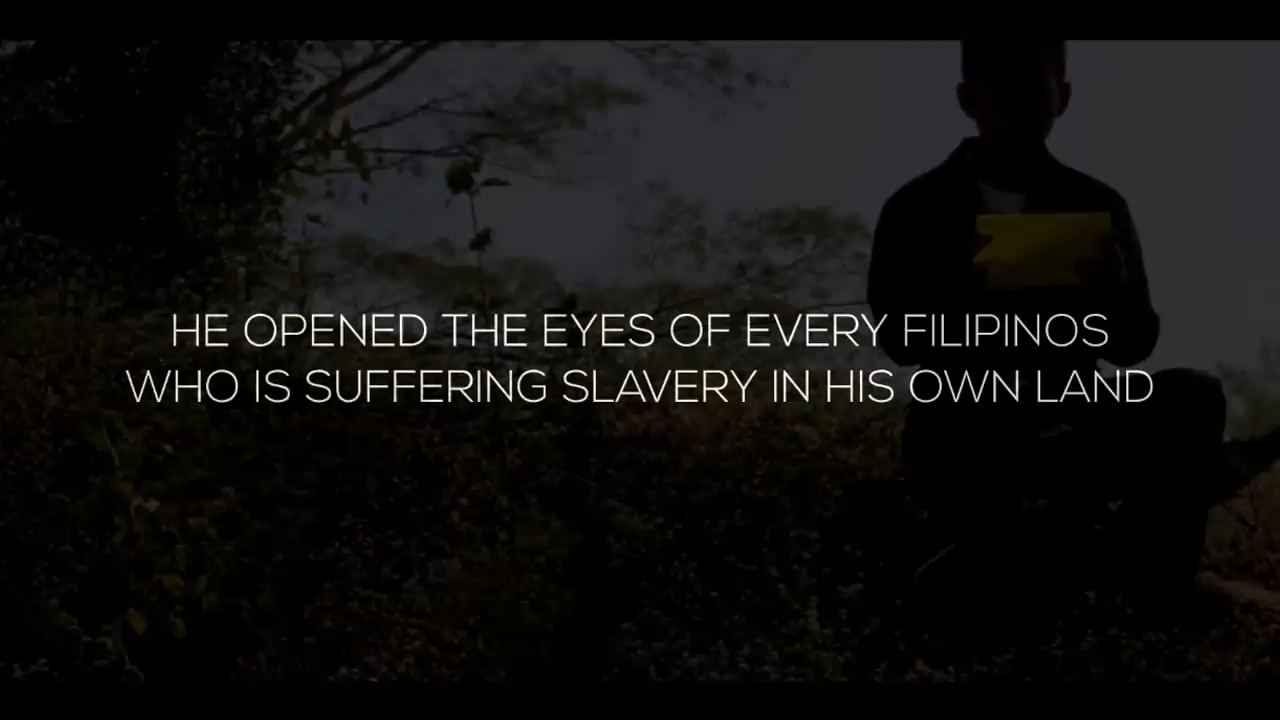 HE OPENED THE EYES OF EVERY FILIPINOS
WHO IS SUFFERING SLAVERY IN HIS OWN LAND